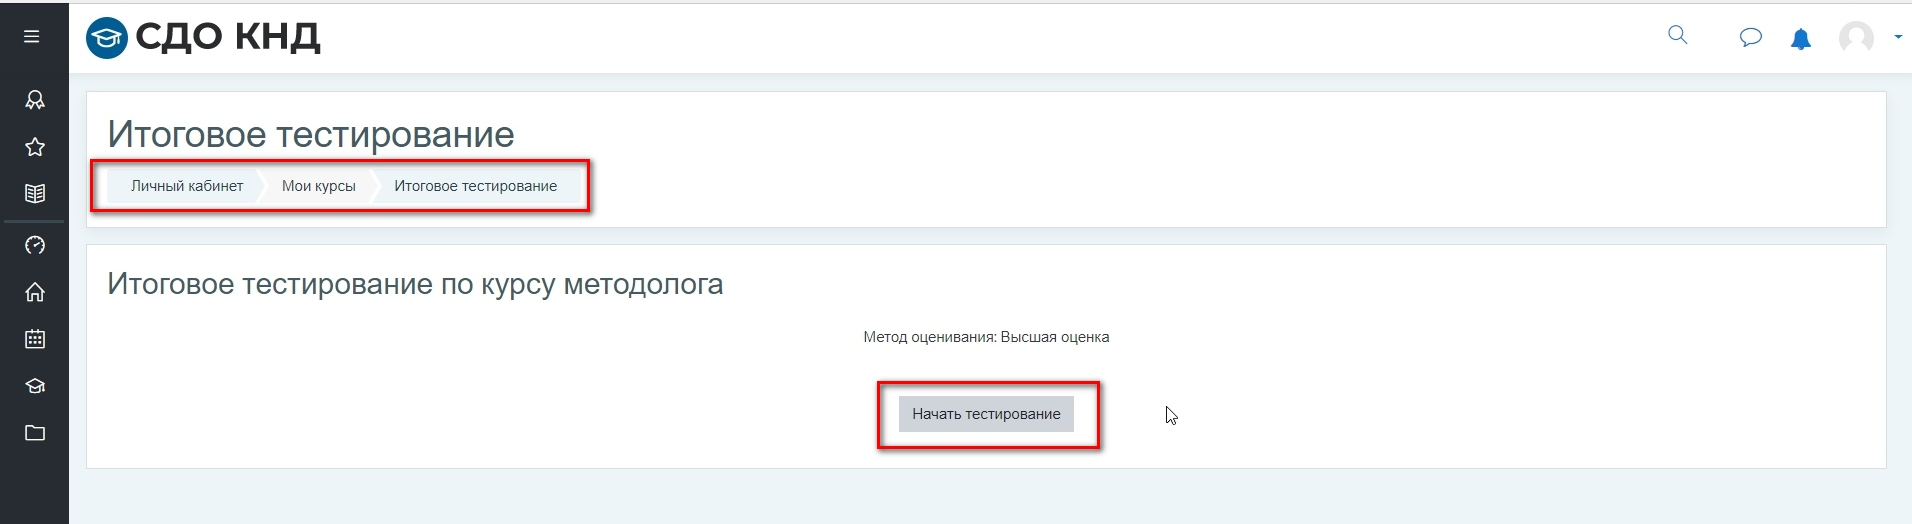 СДО КНД
Итоговое тестирование
Личный кабинет Мои курсы Итоговое тестирование
Итоговое тестирование по курсу методолога
Метод оценивания: Высшая оценка
Начать тестирование